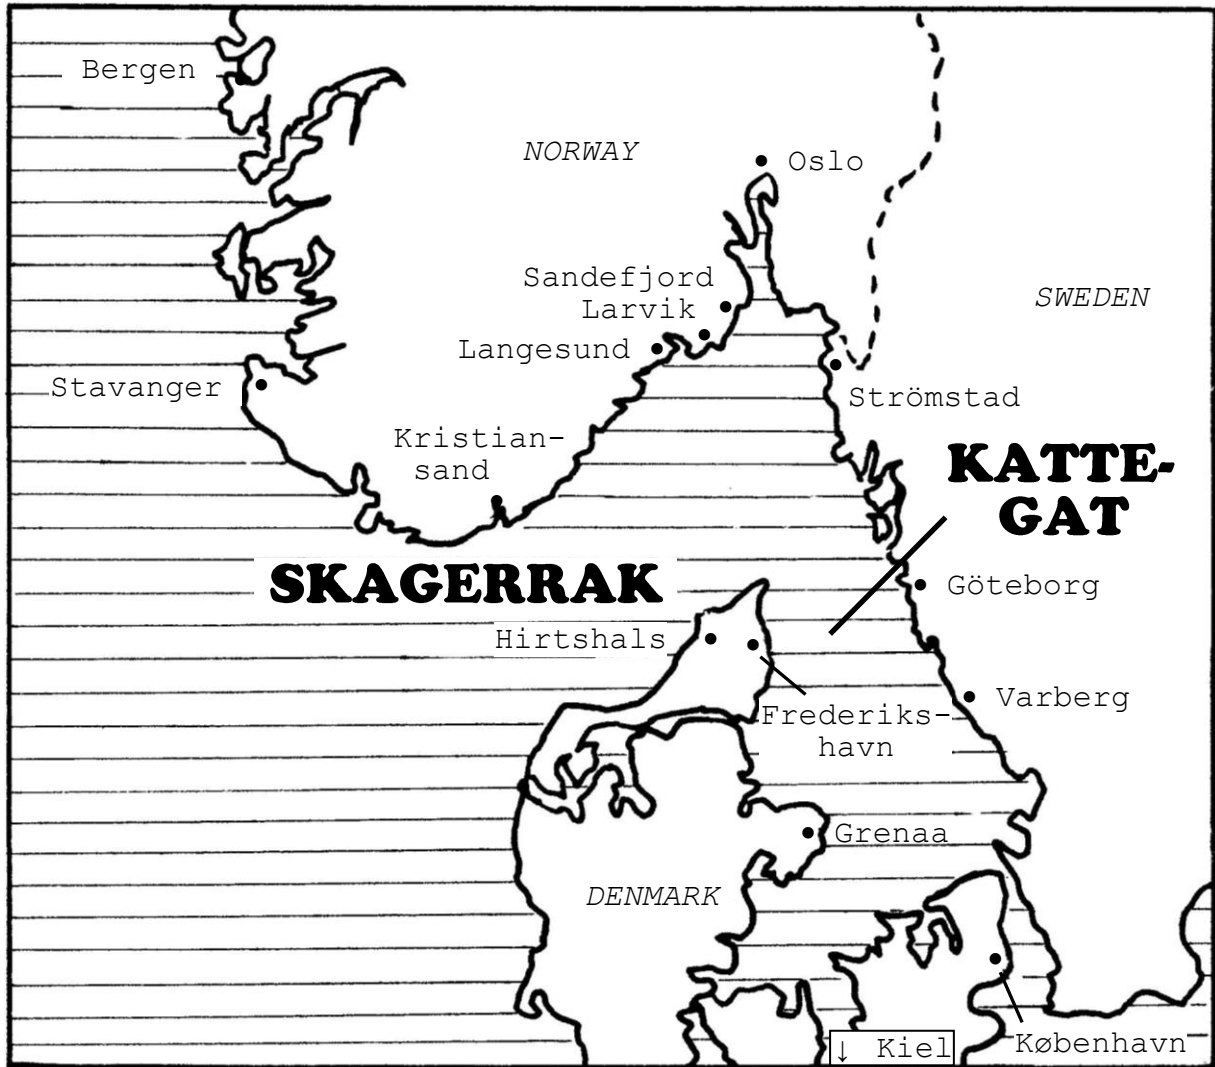 Bergen
NORWAY
Oslo
Sandefjord
Larvik
SWEDEN
Langesund
Stavanger
Strömstad
Kristian-
sand
KATTE-
GAT
SKAGERRAK
Göteborg
Hirtshals
Varberg
Frederiks-
havn
Grenaa
DENMARK
↓ Kiel
København